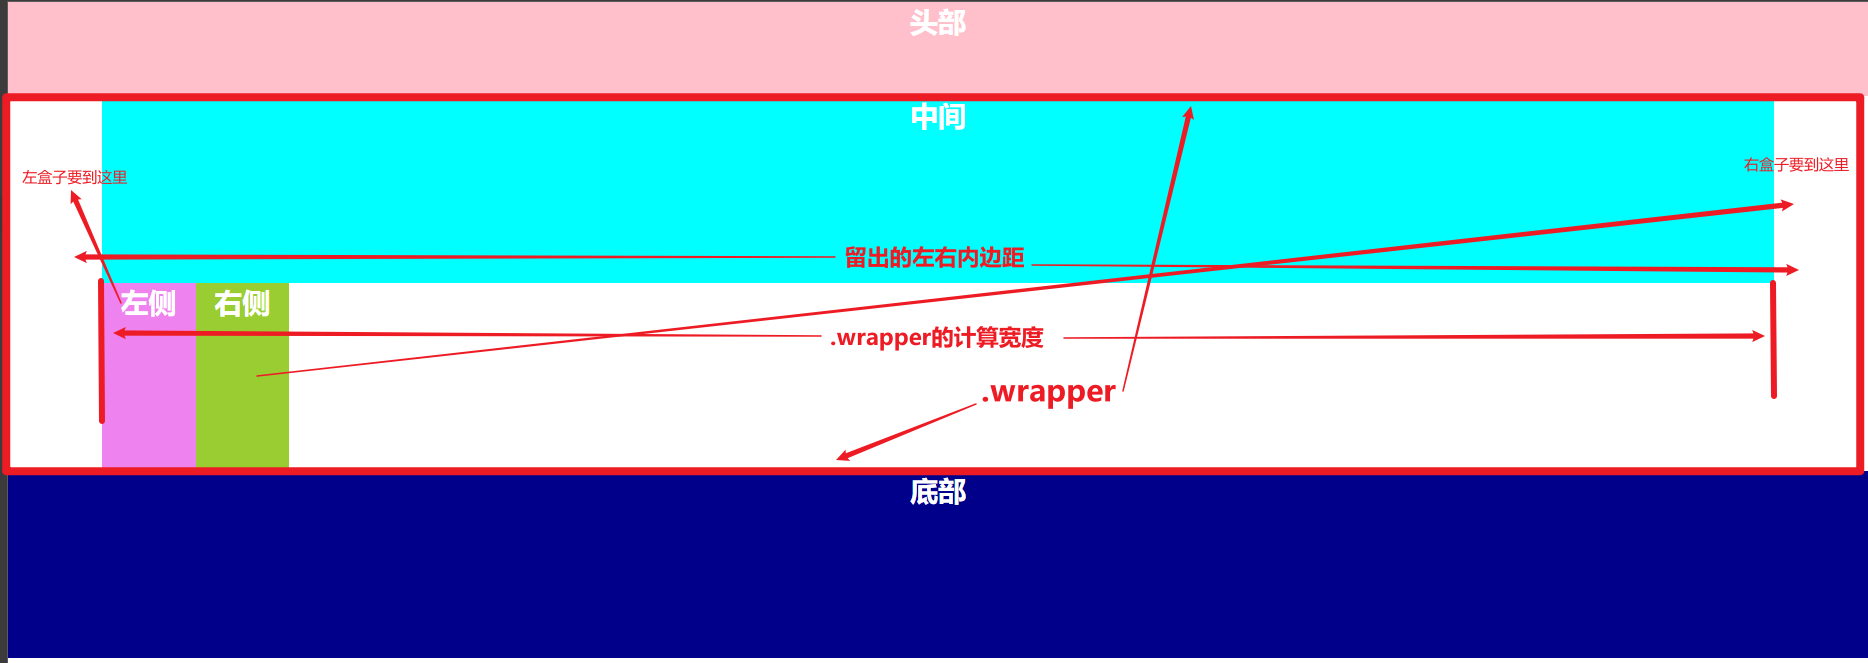 头部
中间
左盒子要到这里
右盒子要到这里
留出的左右内边距
左侧
右侧
.wrapper的计算宽度
.wrapper
底部